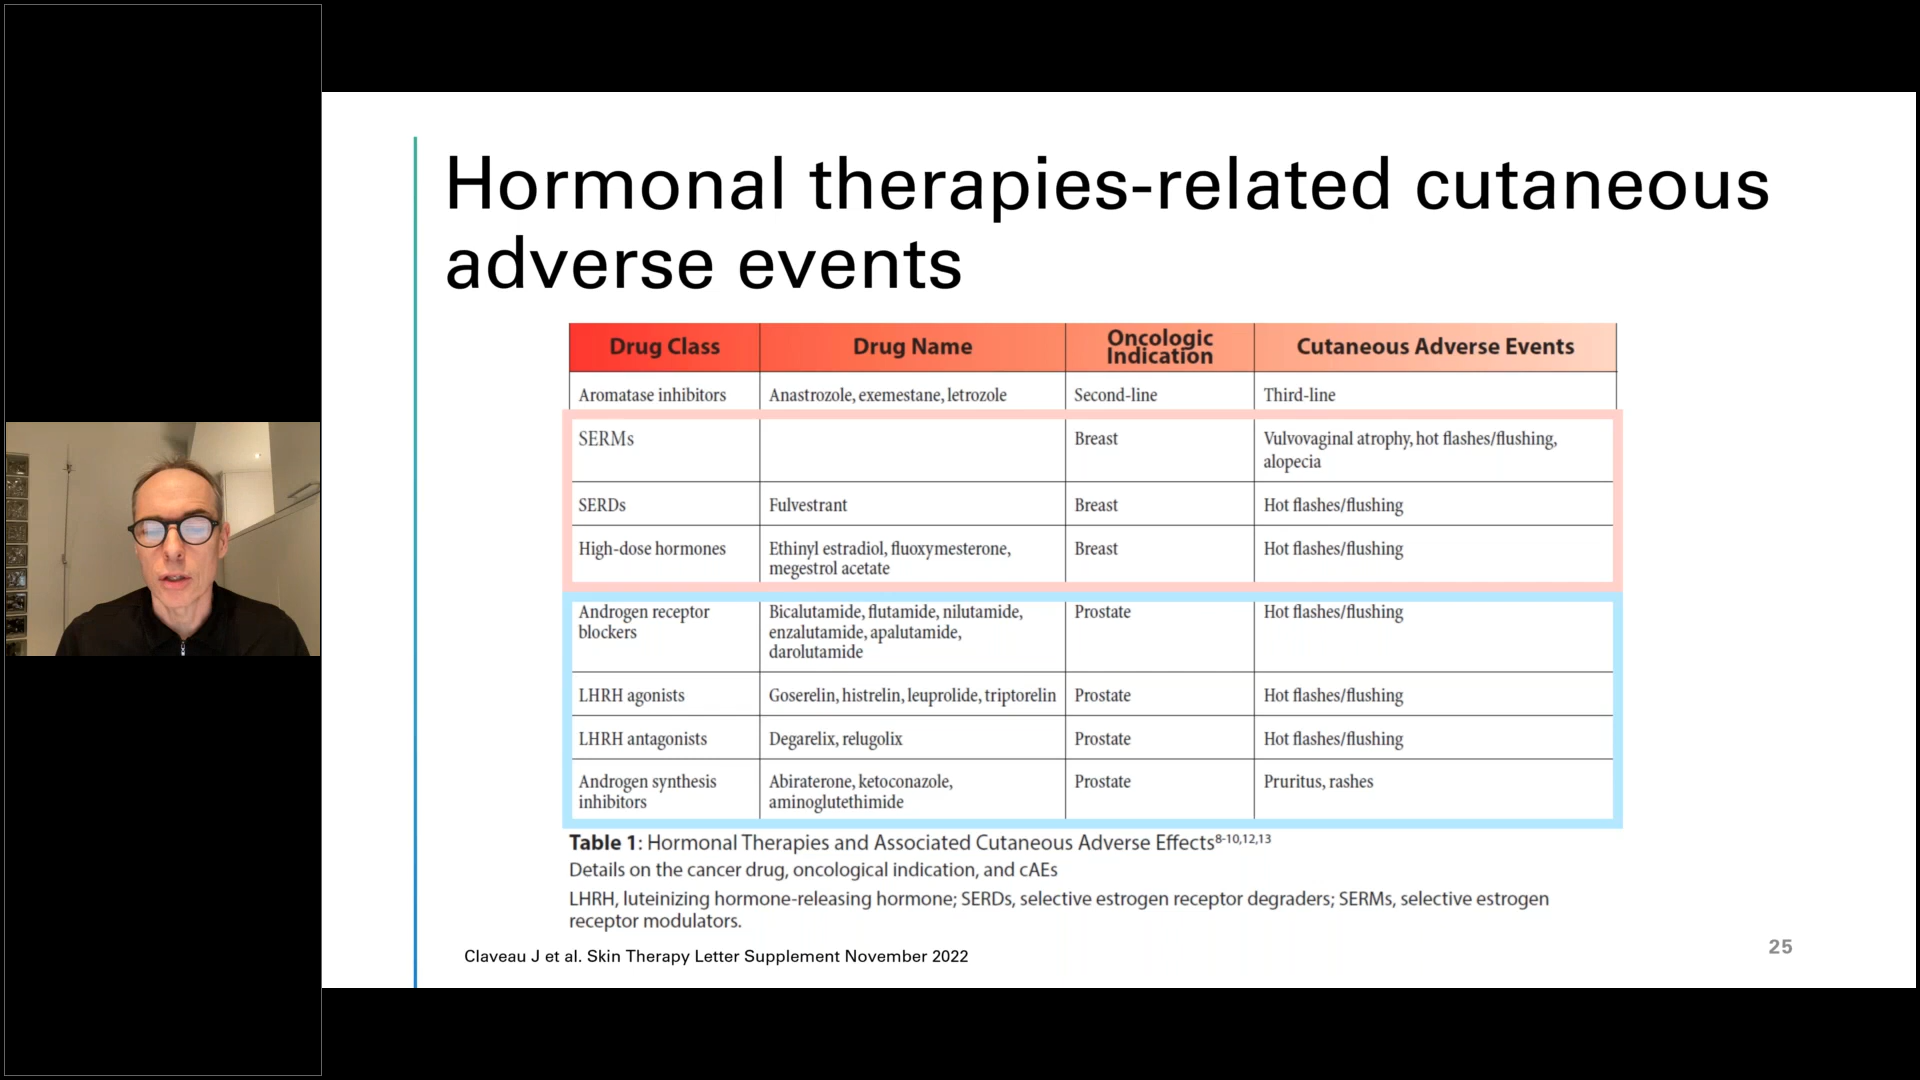 Hormonal therapies-related cutaneous
adverse events
Drug Class Drug Name Oncologic Indication Cutaneous Adverse Events
Aromatase inhibitors Anastrozole, exemestane, letrozole Second-line Third-line
SERMs Breast Vulvovaginal atrophy, hot flashes/flushing,
alopecia
SERDs Fulvestrant Breast Hot flashes/flushing
High-dose hormones Ethinyl estradiol, fluoxymesterone, Breast Hot flashes/flushing
megestrol acetate
Androgen receptor Bicalutamide, flutamide, nilutamide, Prostate Hot flashes/flushing
blockers enzalutamide, apalutamide,
darolutamide
LHRH agonists Goserelin, histrelin, leuprolide, triptorelin Prostate Hot flashes/flushing
LHRH antagonists Degarelix, relugolix Prostate Hot flashes/flushing
Androgen synthesis Abiraterone, ketoconazole, Prostate Pruritus, rashes
inhibitors aminoglutethimide
Table 1: Hormonal Therapies and Associated Cutaneous Adverse Effects8-10,12,13
Details on the cancer drug, oncological indication, and cAEs
LHRH, luteinizing hormone-releasing hormone; SERDs, selective estrogen receptor degraders; SERMs, selective estrogen
receptor modulators.
Claveau J et al. Skin Therapy Letter Supplement November 2022
25